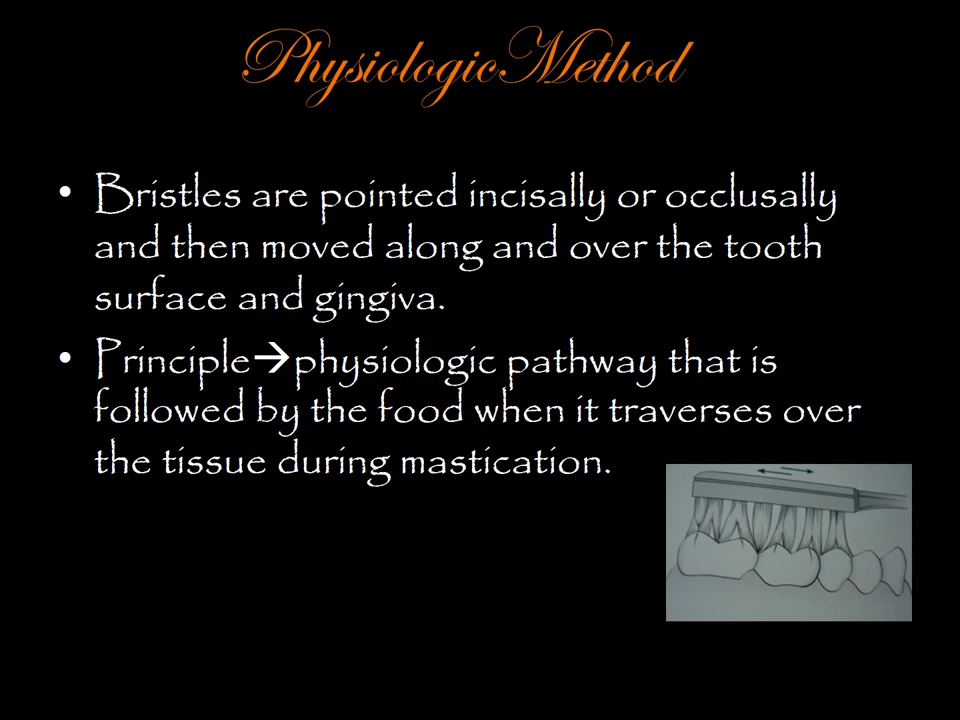 PhysiologicMethod
• Bristles are pointed incisally or occlusally
and then moved along and over the tooth
surface and gingiva.
• Principle→physiologic pathway that is
followed by the food when it traverses over
the tissue during mastication.